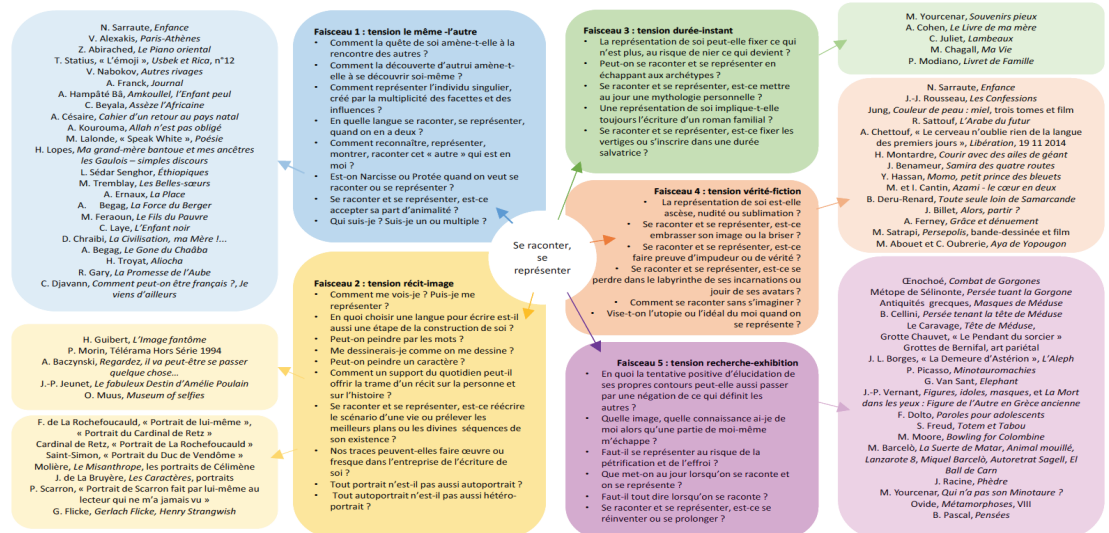 N. Sarraute, Enfance
V. Alexakis, Paris-Athènes
Z. Abirached, Le Piano oriental
T. Statius, « L'émoji », Usbek et Rica, n°12
V. Nabokov, Autres rivages
A. Franck, Journal
A. Hampâté Bâ, Amkoullel, l'Enfant peul
C. Beyala, Assèze l'Africaine
A. Césaire, Cahier d'un retour au pays natal
A. Kourouma, Allah n'est pas obligé
M. Lalonde, « Speak White », Poésie
H. Lopes, Ma grand-mère bantoue et mes ancêtres
les Gaulois – simples discours
L. Sédar Senghor, Éthiopiques
M. Tremblay, Les Belles-sœurs
A. Ernaux, La Place
A. Begag, La Force du Berger
M. Feraoun, Le Fils du Pauvre
C. Laye, L'Enfant noir
D. Chraibi, La Civilisation, ma Mère !...
A. Begag, Le Gone du Chaâba
H. Troyat, Aliocha
R. Gary, La Promesse de l'Aube
C. Djavann, Comment peut-on être français ?, Je
viens d'ailleurs
H. Guibert, L'Image fantôme
P. Morin, Télérama Hors Série 1994
A. Baczynski, Regardez, il va peut-être se passer
quelque chose…
J.-P. Jeunet, Le fabuleux Destin d'Amélie Poulain
O. Muus, Museum of selfies
F. de La Rochefoucauld, « Portrait de lui-même »,
« Portrait du Cardinal de Retz »
Cardinal de Retz, « Portrait de La Rochefoucauld »
Saint-Simon, « Portrait du Duc de Vendôme »
Molière, Le Misanthrope, les portraits de Célimène
J. de La Bruyère, Les Caractères, portraits
P. Scarron, « Portrait de Scarron fait par lui-même au
lecteur qui ne m'a jamais vu »
G. Flicke, Gerlach Flicke, Henry Strangwish
Faisceau 1 : tension le même -l'autre
• Comment la quête de soi amène-t-elle à la
rencontre des autres ?
• Comment la découverte d'autrui amène-t-
elle à se découvrir soi-même ?
• Comment représenter l'individu singulier,
créé par la multiplicité des facettes et des
influences ?
• En quelle langue se raconter, se représenter,
quand on en a deux ?
• Comment reconnaître, représenter,
montrer, raconter cet « autre » qui est en
moi ?
• Est-on Narcisse ou Protée quand on veut se
raconter ou se représenter ?
• Se raconter et se représenter, est-ce
accepter sa part d'animalité ?
• Qui suis-je ? Suis-je un ou multiple ?
Faisceau 2 : tension récit-image
• Comment me vois-je ? Puis-je me
représenter ?
• En quoi choisir une langue pour écrire est-il
aussi une étape de la construction de soi ?
• Peut-on peindre par les mots ?
• Me dessinerais-je comme on me dessine ?
• Peut-on peindre un caractère ?
• Comment un support du quotidien peut-il
offrir la trame d'un récit sur la personne et
sur l'histoire ?
• Se raconter et se représenter, est-ce réécrire
le scénario d'une vie ou prélever les
meilleurs plans ou les divines séquences de
son existence ?
• Nos traces peuvent-elles faire œuvre ou
fresque dans l'entreprise de l'écriture de
soi ?
• Tout portrait n'est-il pas aussi autoportrait ?
• Tout autoportrait n'est-il pas aussi hétéro-
portrait ?
Se raconter,
se
représenter
Faisceau 3 : tension durée-instant
• La représentation de soi peut-elle fixer ce qui
n'est plus, au risque de nier ce qui devient ?
• Peut-on se raconter et se représenter en
échappant aux archétypes ?
• Se raconter et se représenter, est-ce mettre
au jour une mythologie personnelle ?
• Une représentation de soi implique-t-elle
toujours l'écriture d'un roman familial ?
• Se raconter et se représenter, est-ce fixer les
vertiges ou s'inscrire dans une durée
salvatrice ?
Faisceau 4 : tension vérité-fiction
• La représentation de soi est-elle
ascèse, nudité ou sublimation ?
• Se raconter et se représenter, est-ce
embrasser son image ou la briser ?
• Se raconter et se représenter, est-ce
faire preuve d'impudeur ou de vérité ?
• Se raconter et se représenter, est-ce se
perdre dans le labyrinthe de ses incarnations ou
jouir de ses avatars ?
• Comment se raconter sans s'imaginer ?
• Vise-t-on l'utopie ou l'idéal du moi quand on
se représente ?
Faisceau 5 : tension recherche-exhibition
• En quoi la tentative positive d'élucidation de
ses propres contours peut-elle aussi passer
par une négation de ce qui définit les
autres ?
• Quelle image, quelle connaissance ai-je de
moi alors qu'une partie de moi-même
m'échappe ?
• Faut-il se représenter au risque de la
pétrification et de l'effroi ?
• Que met-on au jour lorsqu'on se raconte et
on se représente ?
• Faut-il tout dire lorsqu'on se raconte ?
• Se raconter et se représenter, est-ce se
réinventer ou se prolonger ?
M. Yourcenar, Souvenirs pieux
A. Cohen, Le Livre de ma mère
C. Juliet, Lambeaux
M. Chagall, Ma Vie
P. Modiano, Livret de Famille
N. Sarraute, Enfance
J.-J. Rousseau, Les Confessions
Jung, Couleur de peau : miel, trois tomes et film
R. Sattouf, L'Arabe du futur
A. Chettouf, « Le cerveau n'oublie rien de la langue
des premiers jours », Libération, 19 11 2014
H. Montardre, Courir avec des ailes de géant
J. Benameur, Samira des quatre routes
Y. Hassan, Momo, petit prince des bleuets
M. et I. Cantin, Azami - le cœur en deux
B. Deru-Renard, Toute seule loin de Samarcande
J. Billet, Alors, partir ?
A. Ferney, Grâce et dénuement
M. Satrapi, Persepolis, bande-dessinée et film
M. Abouet et C. Oubrerie, Aya de Yopougon
Œnochoé, Combat de Gorgones
Métope de Sélinonte, Persée tuant la Gorgone
Antiquités grecques, Masques de Méduse
B. Cellini, Persée tenant la tête de Méduse
Le Caravage, Tête de Méduse,
Grotte Chauvet, « Le Pendant du sorcier »
Grottes de Bernifal, art pariétal
J. L. Borges, « La Demeure d'Astérion », L'Aleph
P. Picasso, Minotauromachies
G. Van Sant, Elephant
J.-P. Vernant, Figures, idoles, masques, et La Mort
dans les yeux : Figure de l'Autre en Grèce ancienne
F. Dolto, Paroles pour adolescents
S. Freud, Totem et Tabou
M. Moore, Bowling for Colombine
M. Barcelò, La Suerte de Matar, Animal mouillé,
Lanzarote 8, Miquel Barcelò, Autoretrat Sagell, El
Ball de Carn
J. Racine, Phèdre
M. Yourcenar, Qui n'a pas son Minotaure ?
Ovide, Métamorphoses, VIII
B. Pascal, Pensées